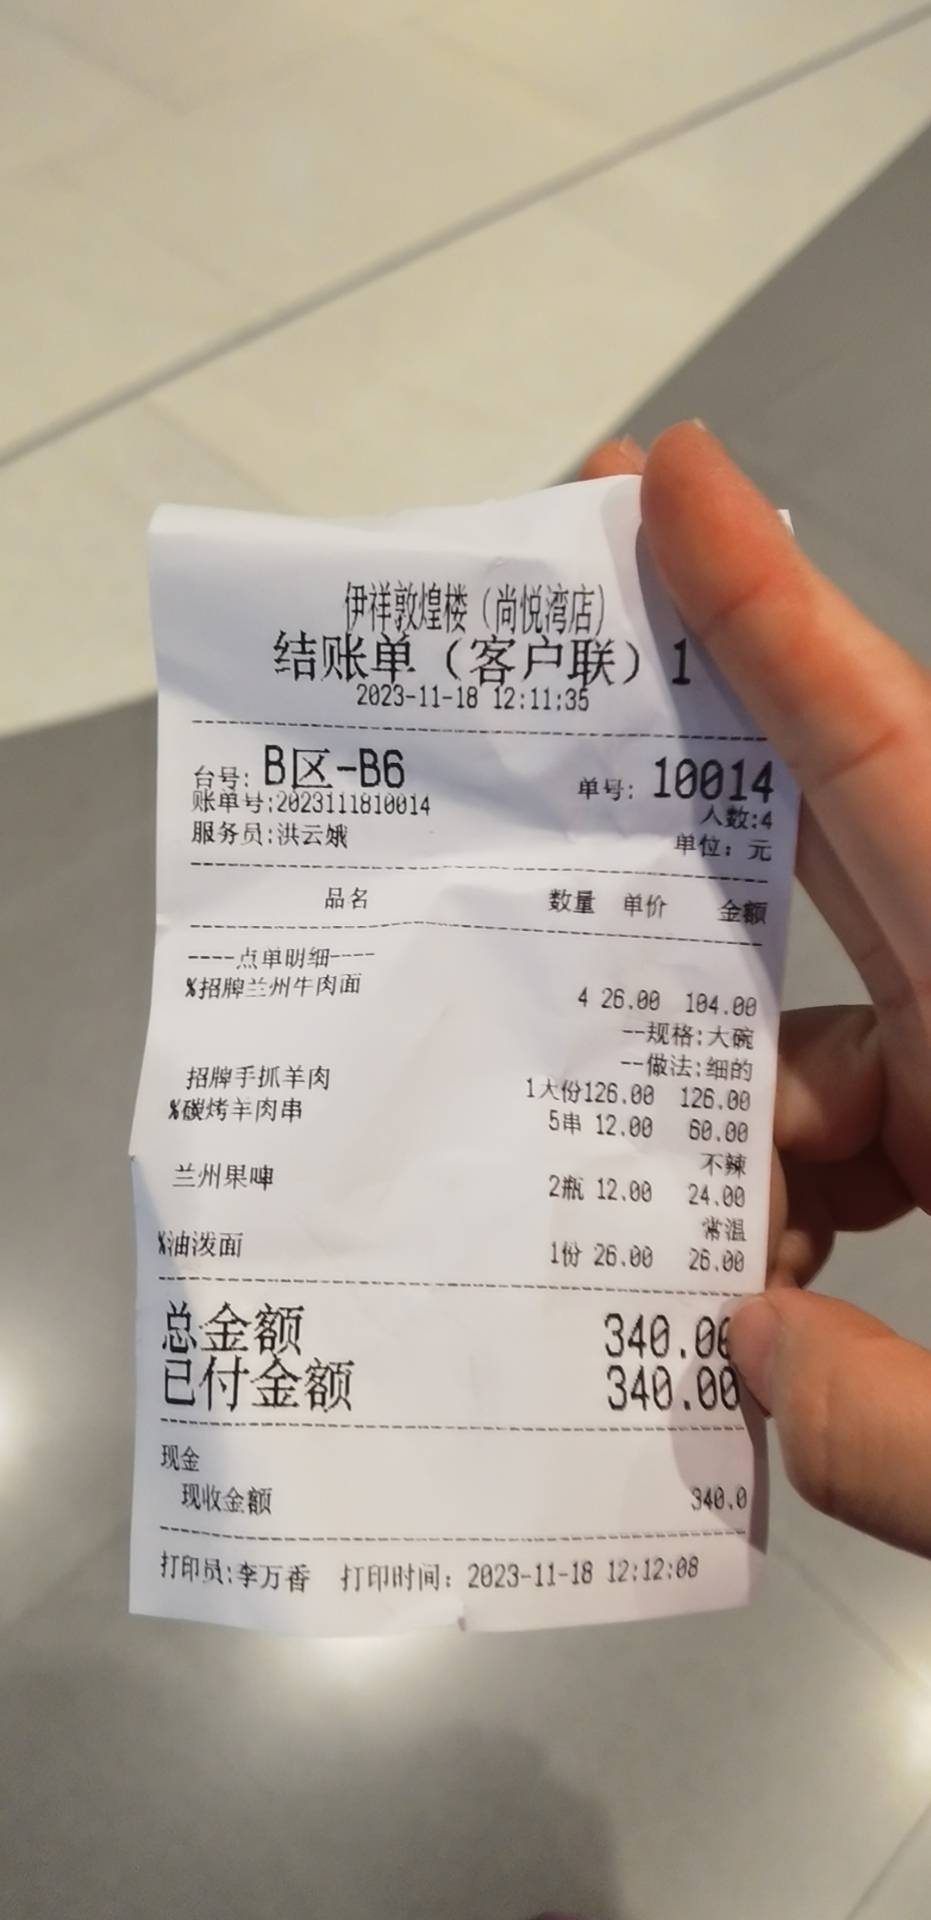 伊祥敦煌楼（尚悦湾店）
结账单（客户联）1
2023-11-18 12:11:35
台号: B区-B6 单号: 10014
账单号:2023111810014 人数:4
服务员:洪云娥 单位: 元
品名 数量 单价 金额
----点单明细----
%招牌兰州牛肉面 4 26.00 104.00
--规格:大碗
--做法:细的
招牌手抓羊肉 1大份126.00 126.00
%碳烤羊肉串 5串 12.00 60.00
不辣
兰州果啤 2瓶 12.00 24.00
常温
%油泼面 1份 26.00 26.00
总金额 340.00
已付金额 340.00
现金
现收金额 340.0
打印员:李万香 打印时间: 2023-11-18 12:12:08